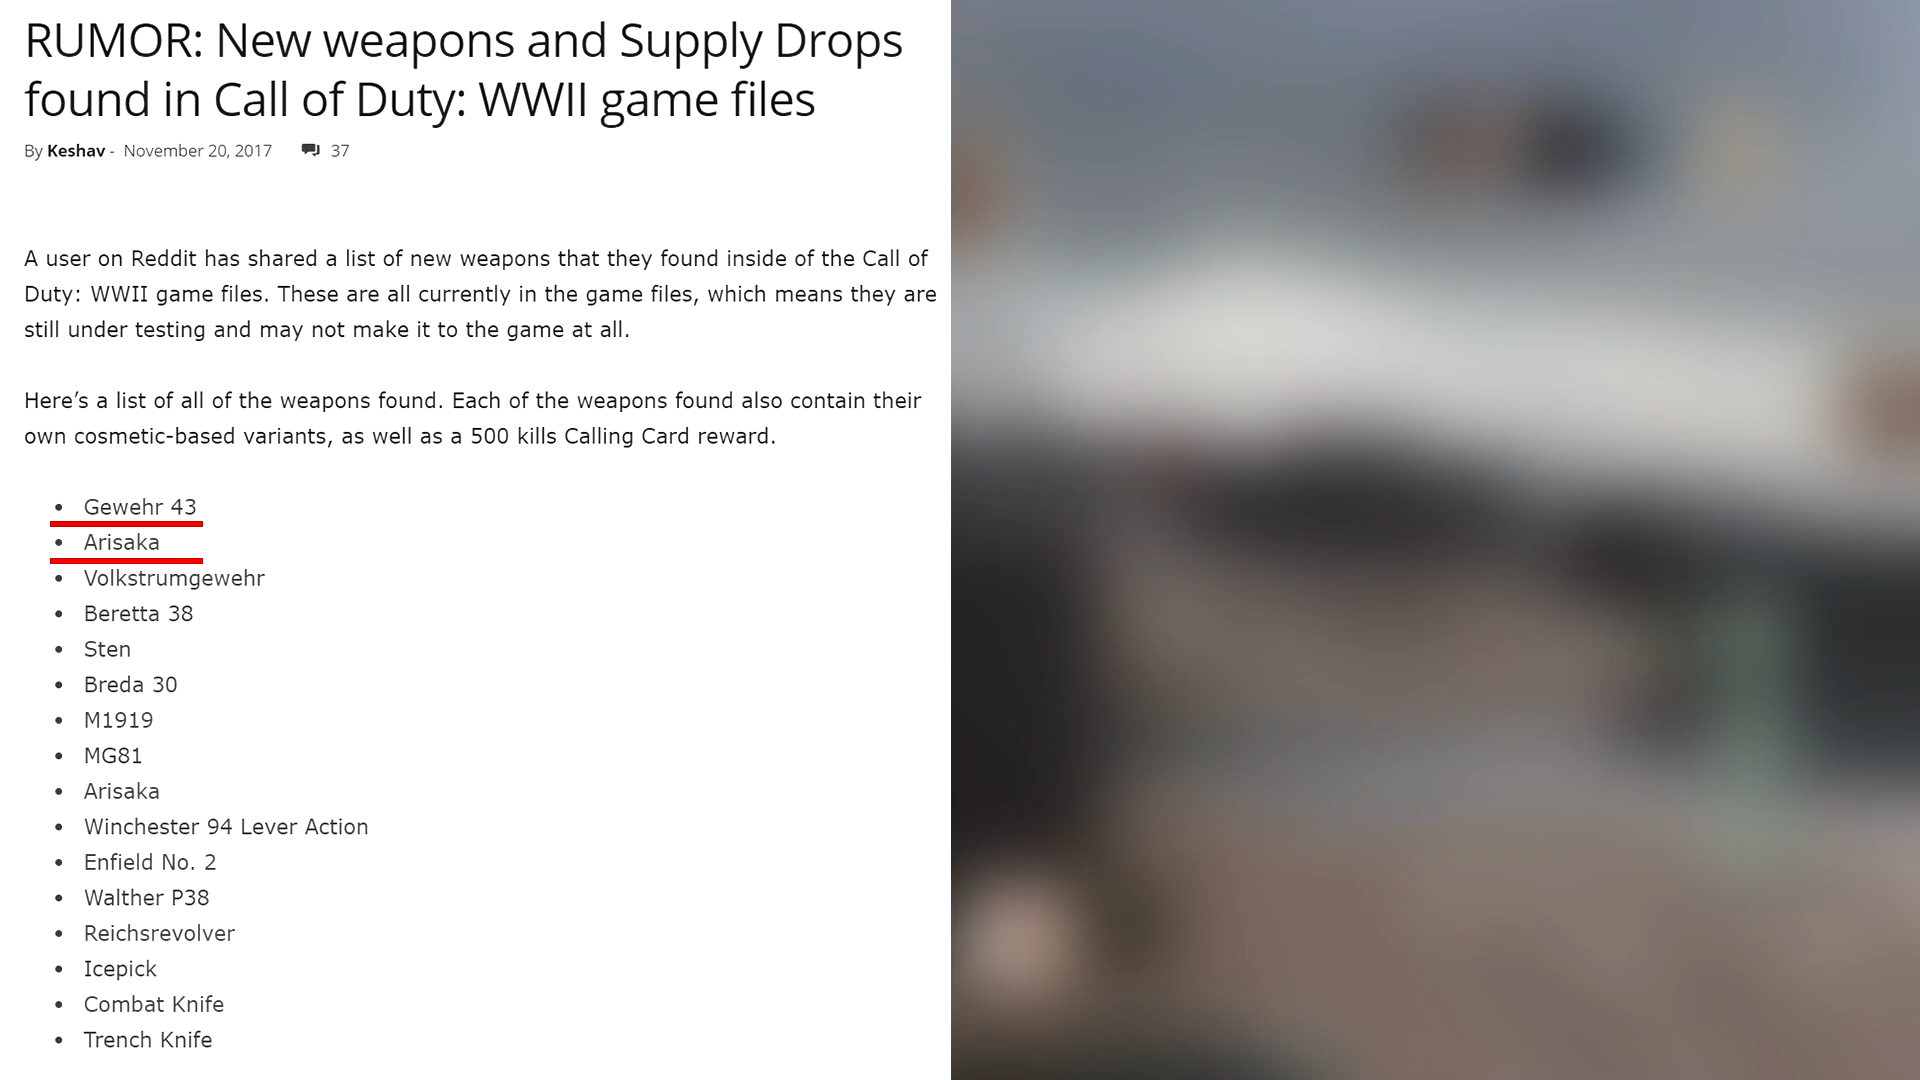 RUMOR: New weapons and Supply Drops
found in Call of Duty: WWII game files
By Keshav - November 20, 2017 37
A user on Reddit has shared a list of new weapons that they found inside of the Call of
Duty: WWII game files. These are all currently in the game files, which means they are
still under testing and may not make it to the game at all.
Here’s a list of all of the weapons found. Each of the weapons found also contain their
own cosmetic-based variants, as well as a 500 kills Calling Card reward.
• Gewehr 43
• Arisaka
• Volkstrumgewehr
• Beretta 38
• Sten
• Breda 30
• M1919
• MG81
• Arisaka
• Winchester 94 Lever Action
• Enfield No. 2
• Walther P38
• Reichsrevolver
• Icepick
• Combat Knife
• Trench Knife